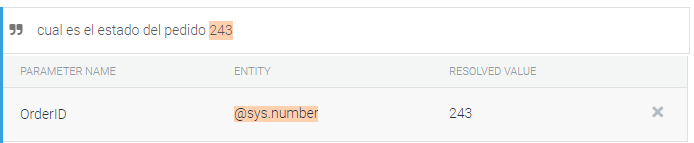 cual es el estado del pedido 243
PARAMETER NAME ENTITY RESOLVED VALUE
OrderID @sys.number 243